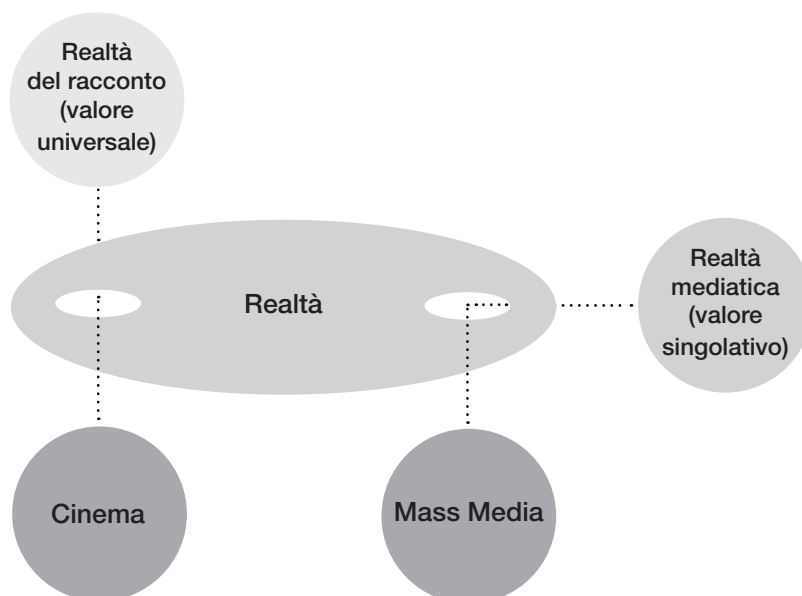 Realtà
del racconto
(valore
universale)
Realtà
Realtà
mediatica
(valore
singolativo)
Cinema
Mass Media